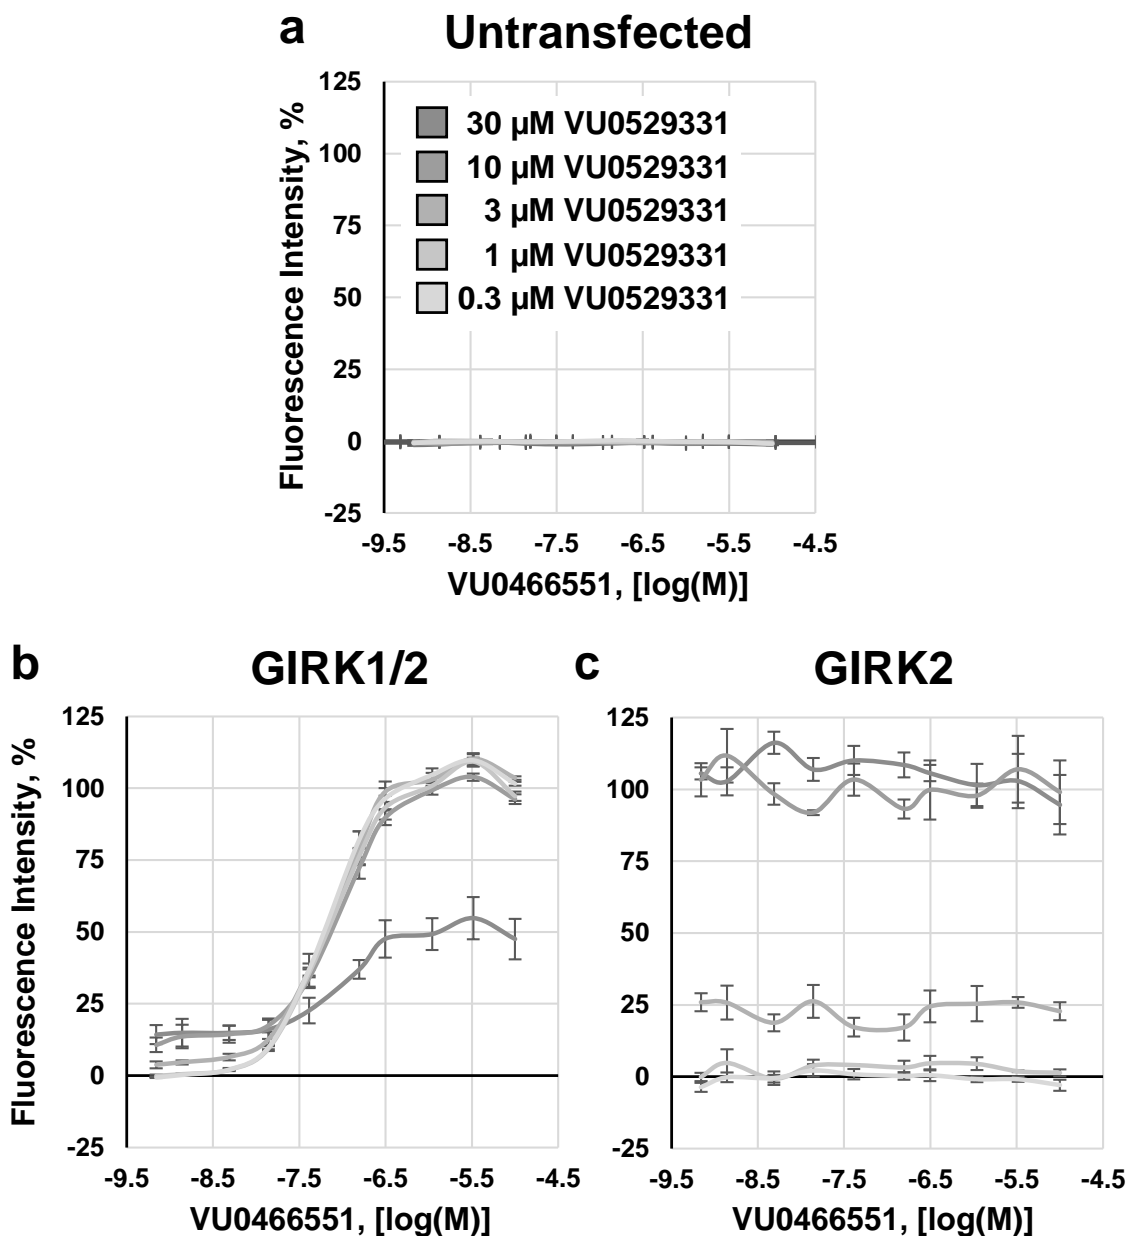 a Untransfected
Fluorescence Intensity, %
125
100
75
50
25
0
-25
30 µM VU0529331
10 µM VU0529331
3 µM VU0529331
1 µM VU0529331
0.3 µM VU0529331
-9.5 -8.5 -7.5 -6.5 -5.5 -4.5
VU0466551, [log(M)]
b GIRK1/2
Fluorescence Intensity, %
125
100
75
50
25
0
-25
-9.5 -8.5 -7.5 -6.5 -5.5 -4.5
VU0466551, [log(M)]
c GIRK2
125
100
75
50
25
0
-25
-9.5 -8.5 -7.5 -6.5 -5.5 -4.5
VU0466551, [log(M)]